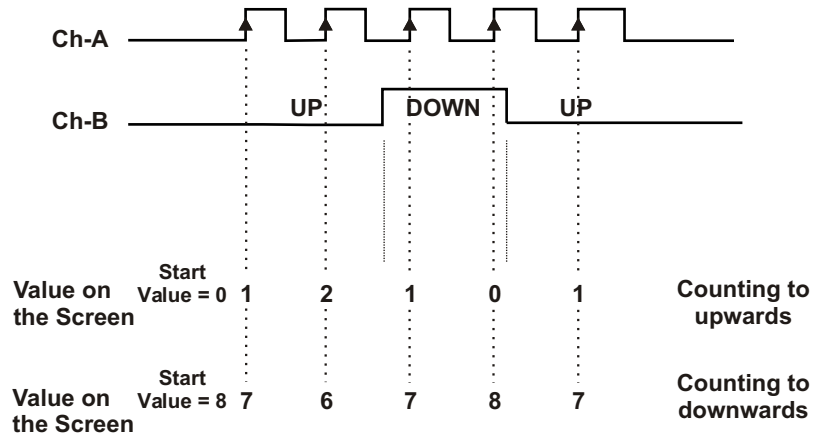 Ch-A
Ch-B
UP DOWN UP
Start
Value on Value = 0 1 2 1 0 1 Counting to
the Screen upwards
Start
Value on Value = 8 7 6 7 8 7 Counting to
the Screen downwards